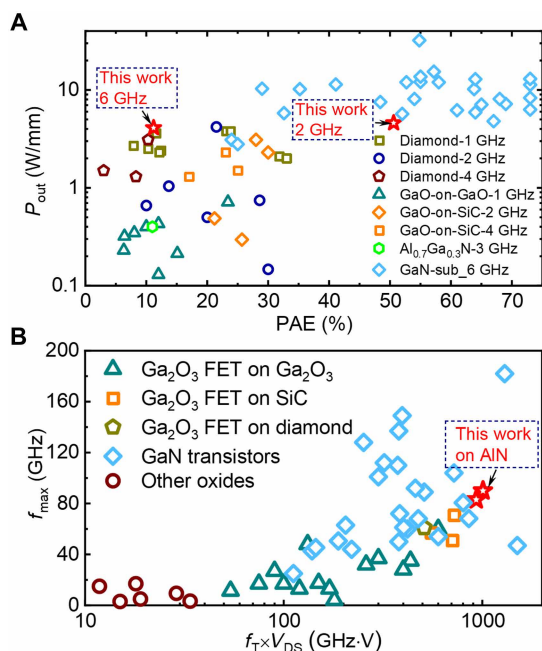 A
This work
6 GHz
This work
2 GHz
Diamond-1 GHz
Diamond-2 GHz
Diamond-4 GHz
GaO-on-GaO-1 GHz
GaO-on-SiC-2 GHz
GaO-on-SiC-4 GHz
Al₀.₇Ga₀.₃N-3 GHz
GaN-sub_6 GHz
10
1
0.1
Pout (W/mm)
0 10 20 30 40 50 60 70
PAE (%)
B
Ga₂O₃ FET on Ga₂O₃
Ga₂O₃ FET on SiC
Ga₂O₃ FET on diamond
GaN transistors
Other oxides
This work
on AlN
200
160
120
80
40
0
fmax (GHz)
10 100 1000
fT×VDS (GHz·V)